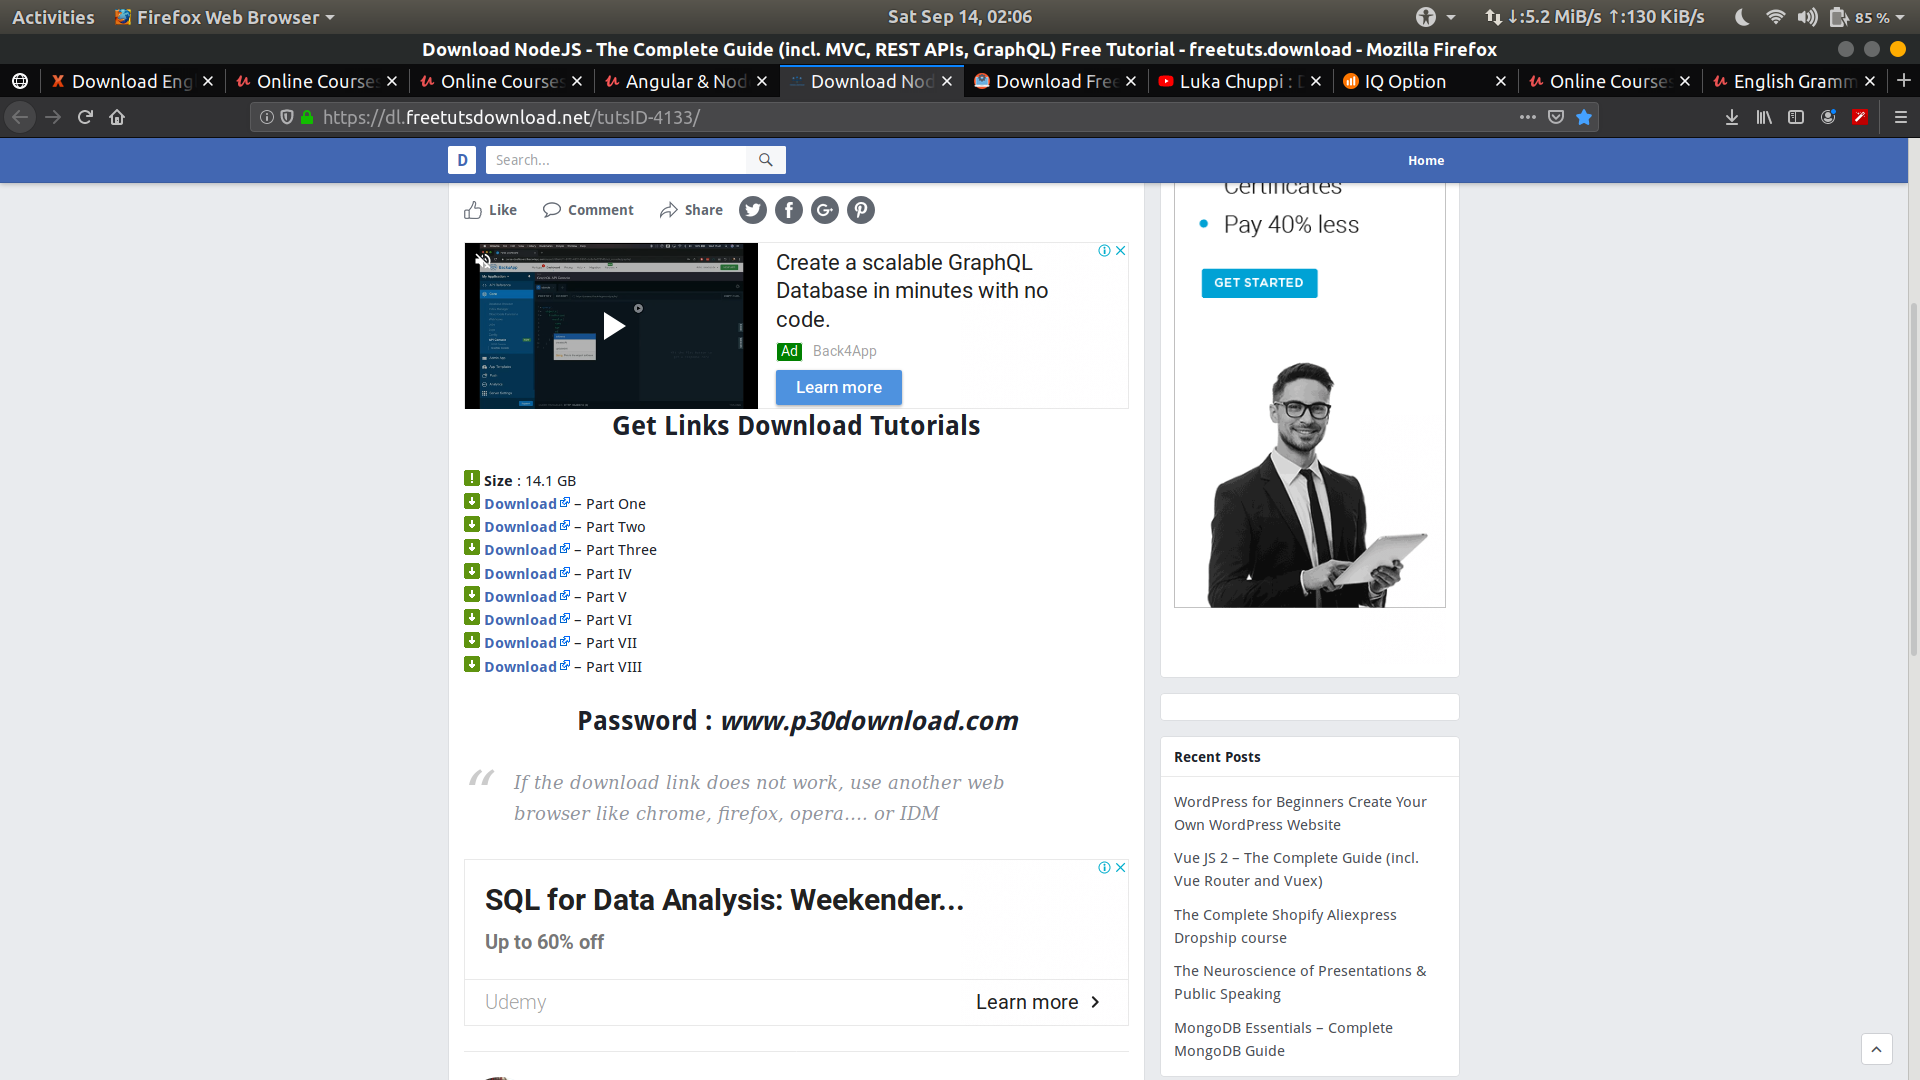 Activities
Firefox Web Browser
Sat Sep 14, 02:06
↓:5.2 MiB/s ↑:130 KiB/s
85 %
Download NodeJS - The Complete Guide (incl. MVC, REST APIs, GraphQL) Free Tutorial - freetuts.download - Mozilla Firefox
Download Eng
Online Courses
Online Courses
Angular & Nod
Download Nod
Download Free
Luka Chuppi :
IQ Option
Online Courses
English Gramm
https://dl.freetutsdownload.net/tutsID-4133/
D
Search...
Home
Like
Comment
Share
Create a scalable GraphQL
Database in minutes with no
code.
Ad Back4App
Learn more
Get Links Download Tutorials
Size : 14.1 GB
Download – Part One
Download – Part Two
Download – Part Three
Download – Part IV
Download – Part V
Download – Part VI
Download – Part VII
Download – Part VIII
Password : www.p30download.com
“ If the download link does not work, use another web
browser like chrome, firefox, opera…. or IDM
SQL for Data Analysis: Weekender...
Up to 60% off
Udemy
Learn more
Certificates
• Pay 40% less
GET STARTED
Recent Posts
WordPress for Beginners Create Your
Own WordPress Website
Vue JS 2 – The Complete Guide (incl.
Vue Router and Vuex)
The Complete Shopify Aliexpress
Dropship course
The Neuroscience of Presentations &
Public Speaking
MongoDB Essentials – Complete
MongoDB Guide